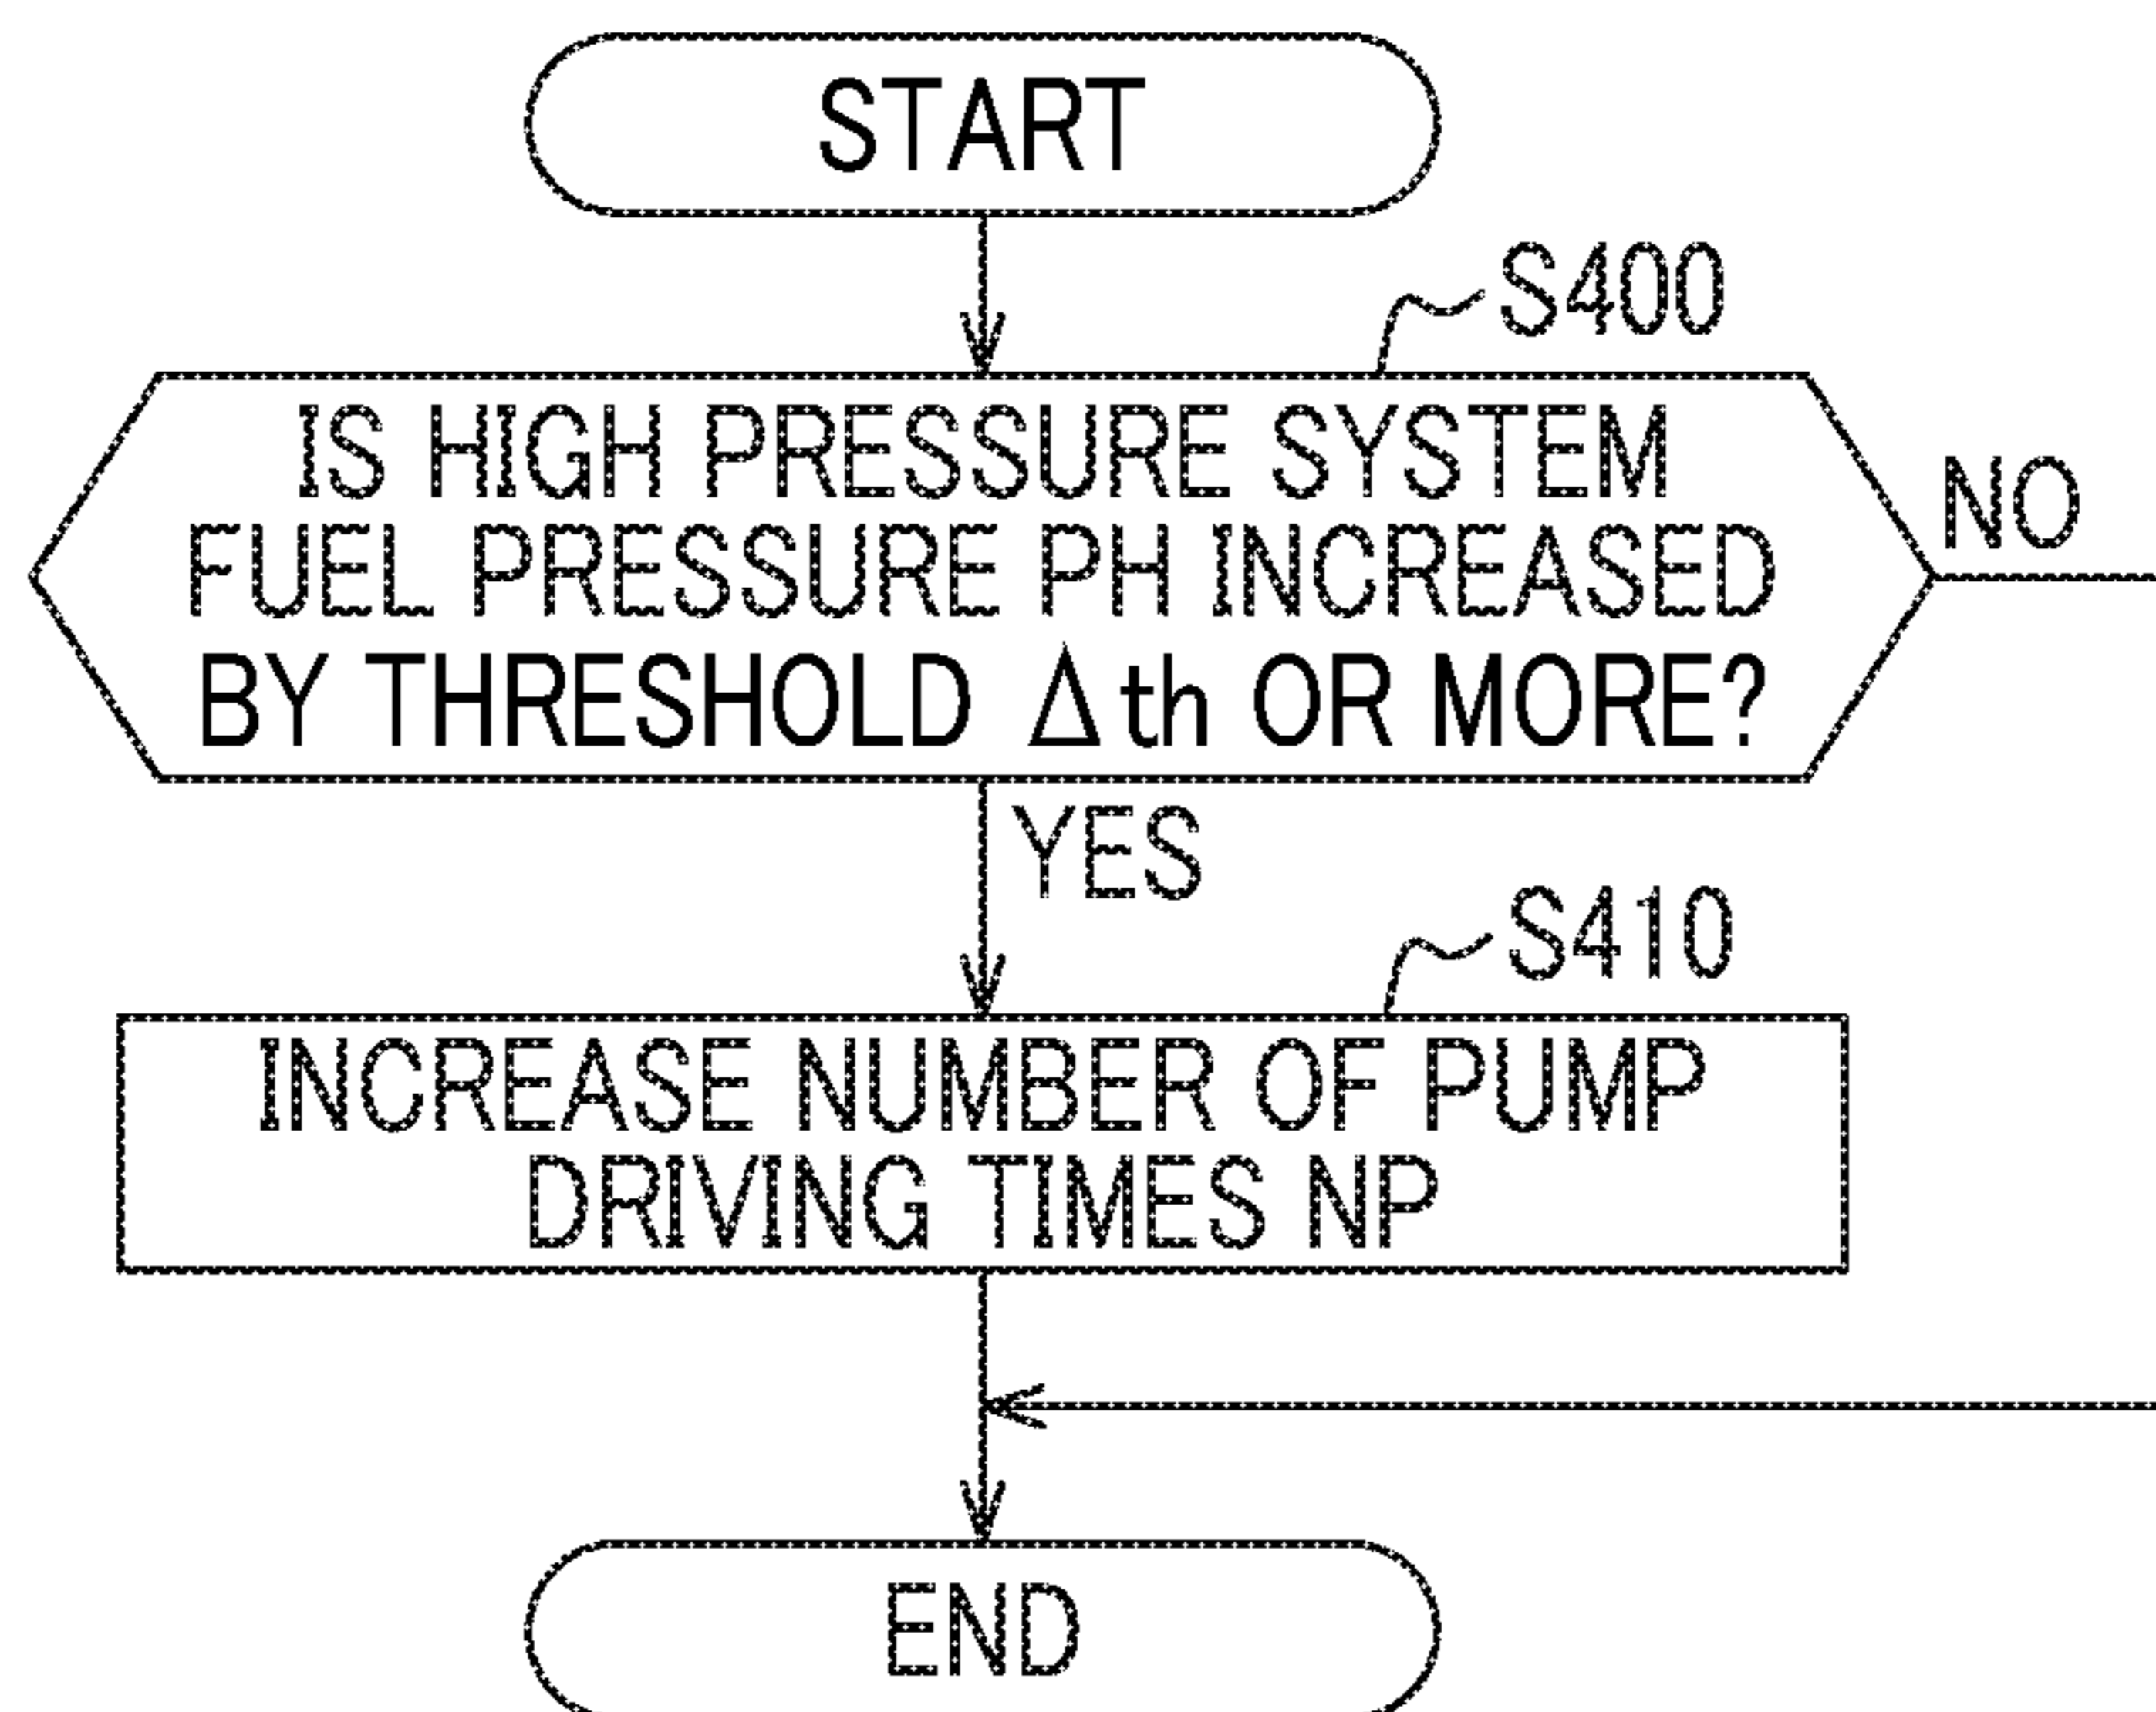 START
S400
IS HIGH PRESSURE SYSTEM
FUEL PRESSURE PH INCREASED
BY THRESHOLD Δth OR MORE?
NO
YES
S410
INCREASE NUMBER OF PUMP
DRIVING TIMES NP
END